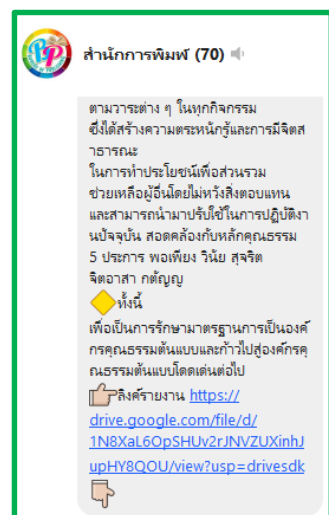 สำนักการพิมพ์ (70)
ตามวาระต่าง ๆ ในทุกกิจกรรม
ซึ่งได้สร้างความตระหนักรู้และการมีจิตส
าธารณะ
ในการทำประโยชน์เพื่อส่วนรวม
ช่วยเหลือผู้อื่นโดยไม่หวังสิ่งตอบแทน
และสามารถนำมาปรับใช้ในการปฏิบัติงา
นปัจจุบัน สอดคล้องกับหลักคุณธรรม
5 ประการ พอเพียง วินัย สุจริต
จิตอาสา กตัญญู
ทั้งนี้
เพื่อเป็นการรักษามาตรฐานการเป็นองค์
กรคุณธรรมต้นแบบและก้าวไปสู่องค์กรค
ุณธรรมต้นแบบโดดเด่นต่อไป
ลิงค์รายงาน https://
drive.google.com/file/d/
1N8XaL6OpSHUv2rJNVZUXinhJ
upHY8QOU/view?usp=drivesdk